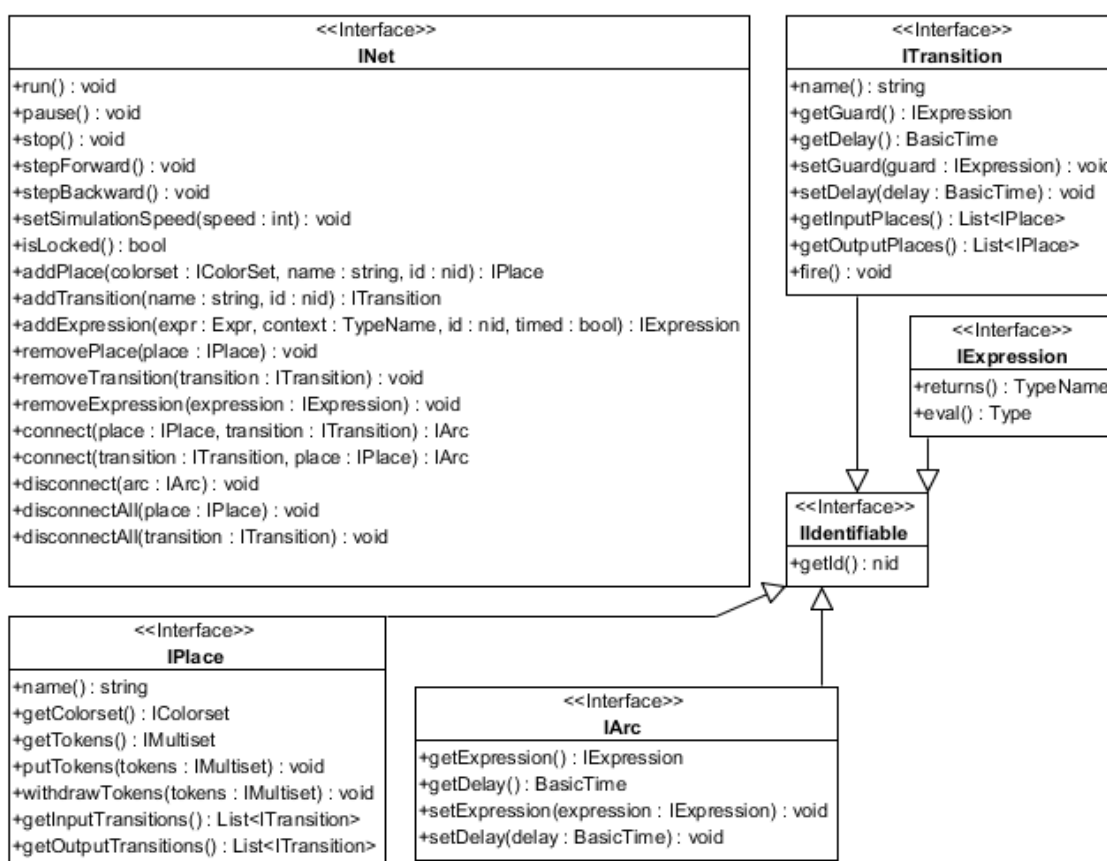 <<Interface>>
INet
+run() : void
+pause() : void
+stop() : void
+stepForward() : void
+stepBackward() : void
+setSimulationSpeed(speed : int) : void
+isLocked() : bool
+addPlace(colorset : IColorSet, name : string, id : nid) : IPlace
+addTransition(name : string, id : nid) : ITransition
+addExpression(expr : Expr, context : TypeName, id : nid, timed : bool) : IExpression
+removePlace(place : IPlace) : void
+removeTransition(transition : ITransition) : void
+removeExpression(expression : IExpression) : void
+connect(place : IPlace, transition : ITransition) : IArc
+connect(transition : ITransition, place : IPlace) : IArc
+disconnect(arc : IArc) : void
+disconnectAll(place : IPlace) : void
+disconnectAll(transition : ITransition) : void
<<Interface>>
ITransition
+name() : string
+getGuard() : IExpression
+getDelay() : BasicTime
+setGuard(guard : IExpression) : void
+setDelay(delay : BasicTime) : void
+getInputPlaces() : List<IPlace>
+getOutputPlaces() : List<IPlace>
+fire() : void
<<Interface>>
IExpression
+returns() : TypeName
+eval() : Type
<<Interface>>
IIdentifiable
+getId() : nid
<<Interface>>
IPlace
+name() : string
+getColorset() : IColorset
+getTokens() : IMultiset
+putTokens(tokens : IMultiset) : void
+withdrawTokens(tokens : IMultiset) : void
+getInputTransitions() : List<ITransition>
+getOutputTransitions() : List<ITransition>
<<Interface>>
IArc
+getExpression() : IExpression
+getDelay() : BasicTime
+setExpression(expression : IExpression) : void
+setDelay(delay : BasicTime) : void